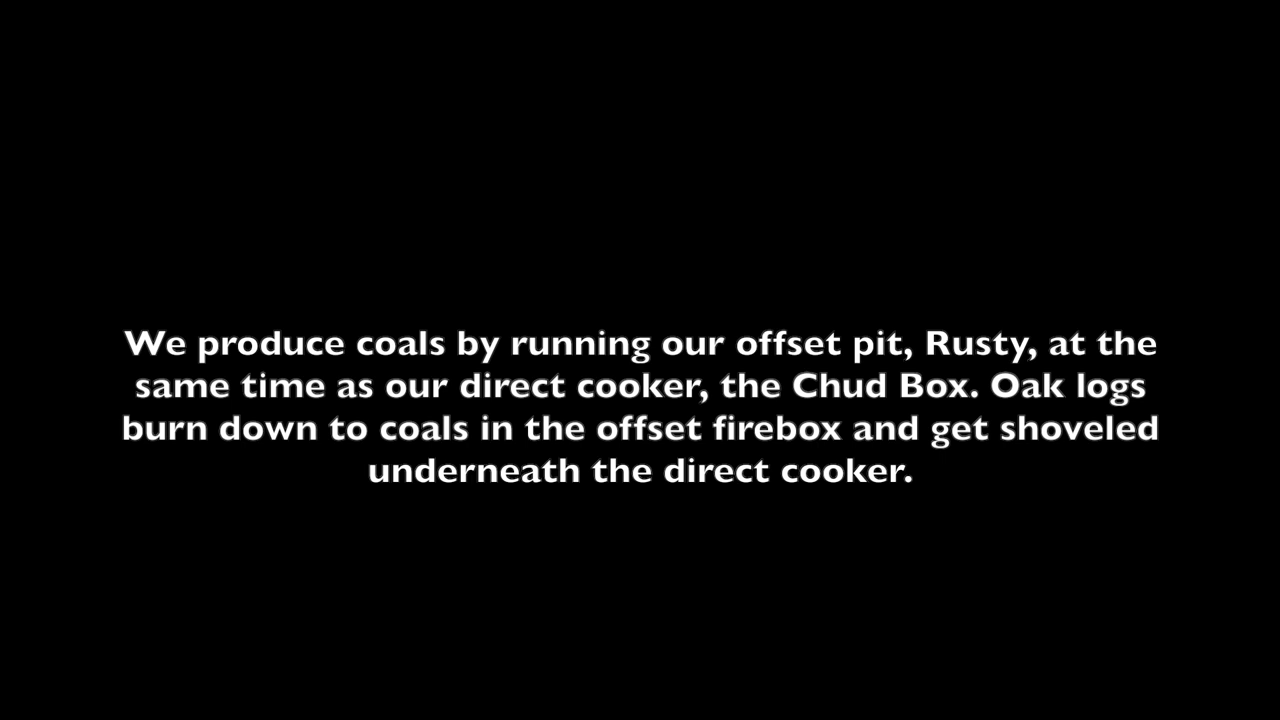 We produce coals by running our offset pit, Rusty, at the
same time as our direct cooker, the Chud Box. Oak logs
burn down to coals in the offset firebox and get shoveled
underneath the direct cooker.